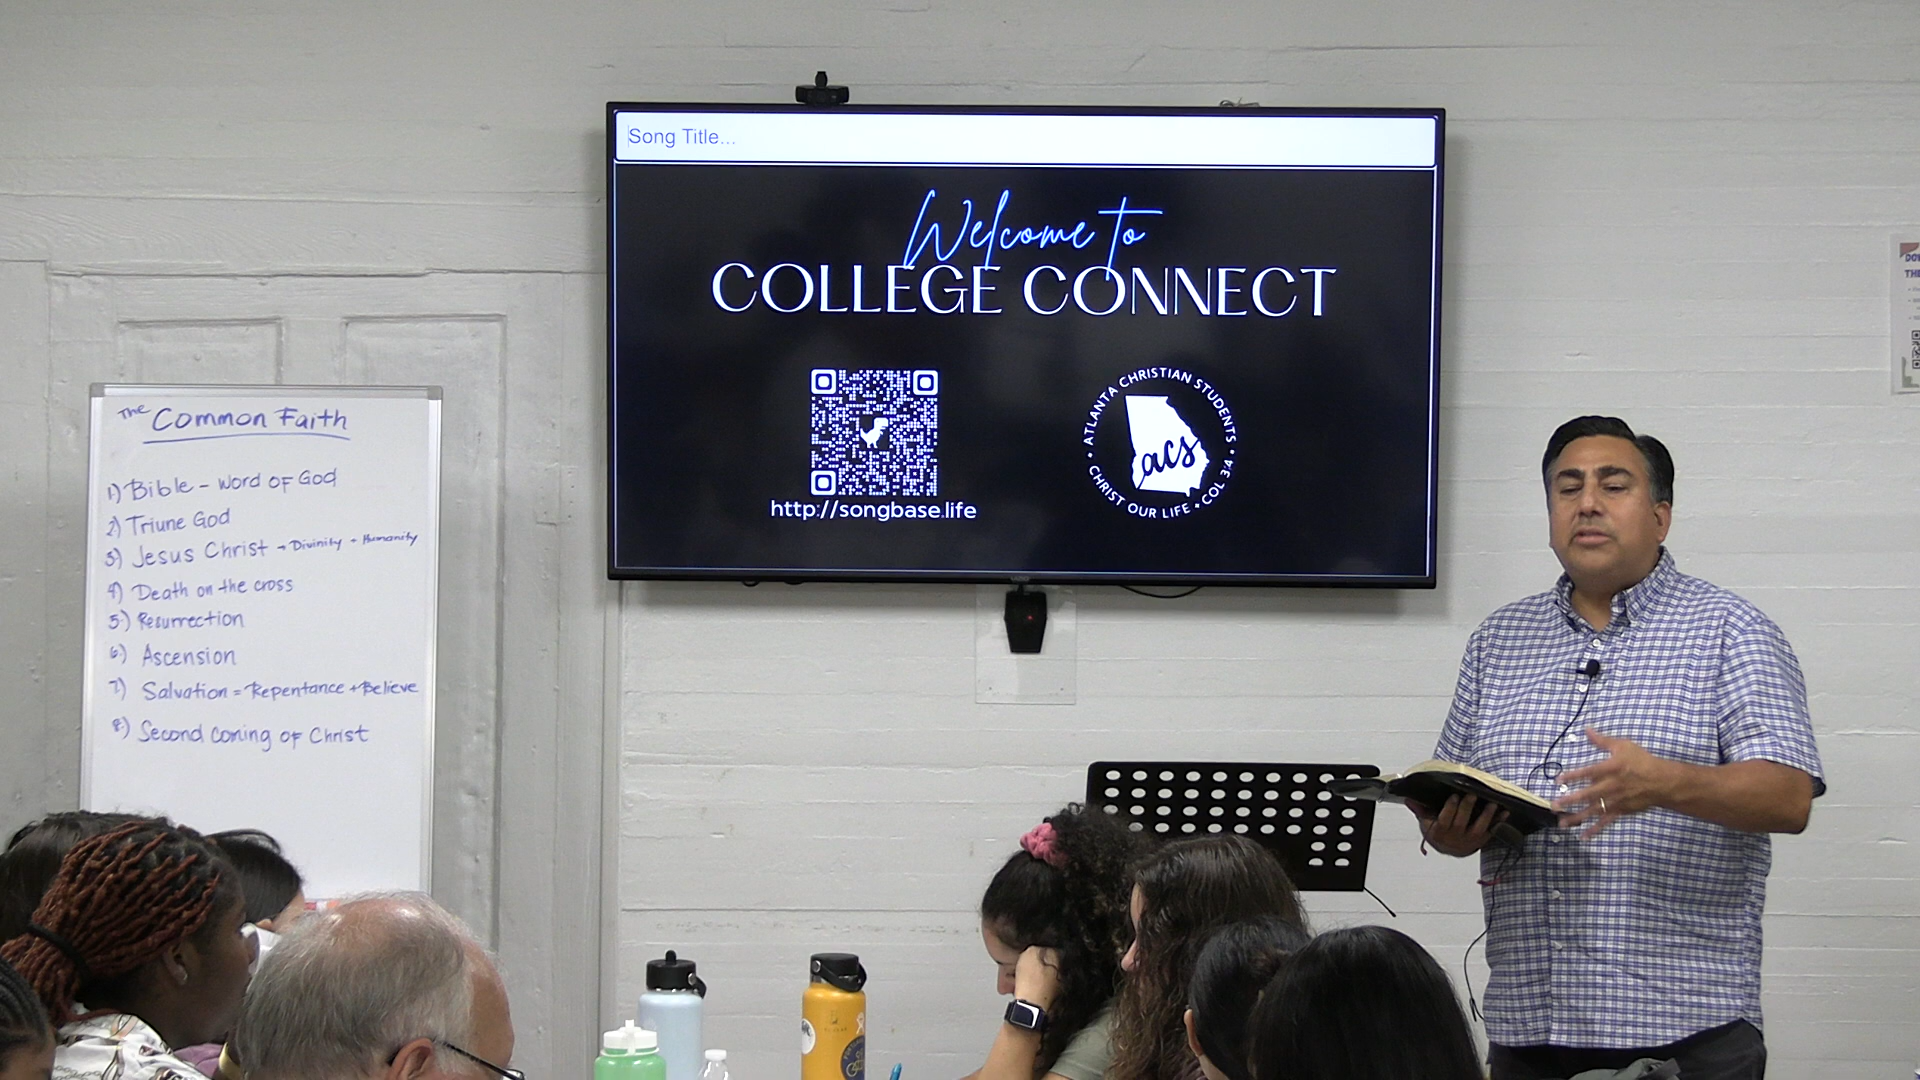 The Common Faith
1) Bible - Word of God
2) Triune God
3) Jesus Christ → Divinity + Humanity
4) Death on the cross
5.) Resurrection
6.) Ascension
7.) Salvation = Repentance + Believe
8.) Second Coming of Christ
Song Title...
Welcome to
COLLEGE CONNECT
http://songbase.life
• ATLANTA CHRISTIAN STUDENTS •
CHRIST OUR LIFE • COL 3:4
acs